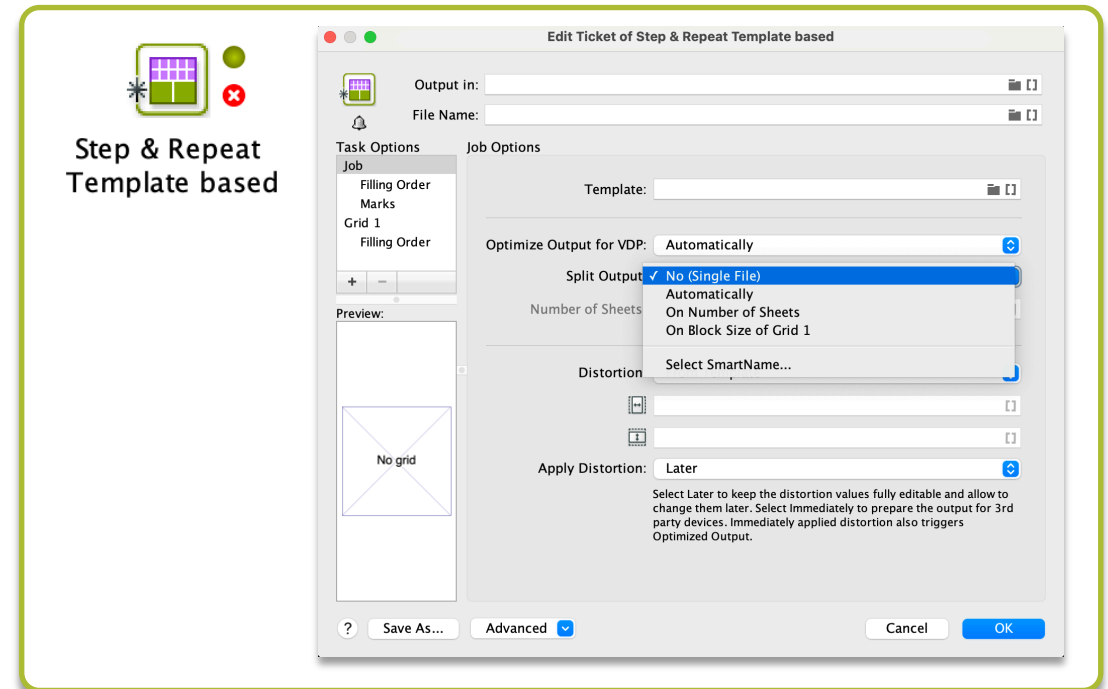 Step & Repeat
Template based
Edit Ticket of Step & Repeat Template based
Output in:
File Name:
Task Options
Job Options
Job
Filling Order
Marks
Grid 1
Filling Order
+ −
Preview:
No grid
Template:
Optimize Output for VDP: Automatically
Split Output
✓ No (Single File)
Automatically
On Number of Sheets
On Block Size of Grid 1
Select SmartName...
Number of Sheets
Distortion
Apply Distortion: Later
Select Later to keep the distortion values fully editable and allow to
change them later. Select Immediately to prepare the output for 3rd
party devices. Immediately applied distortion also triggers
Optimized Output.
? Save As... Advanced Cancel OK